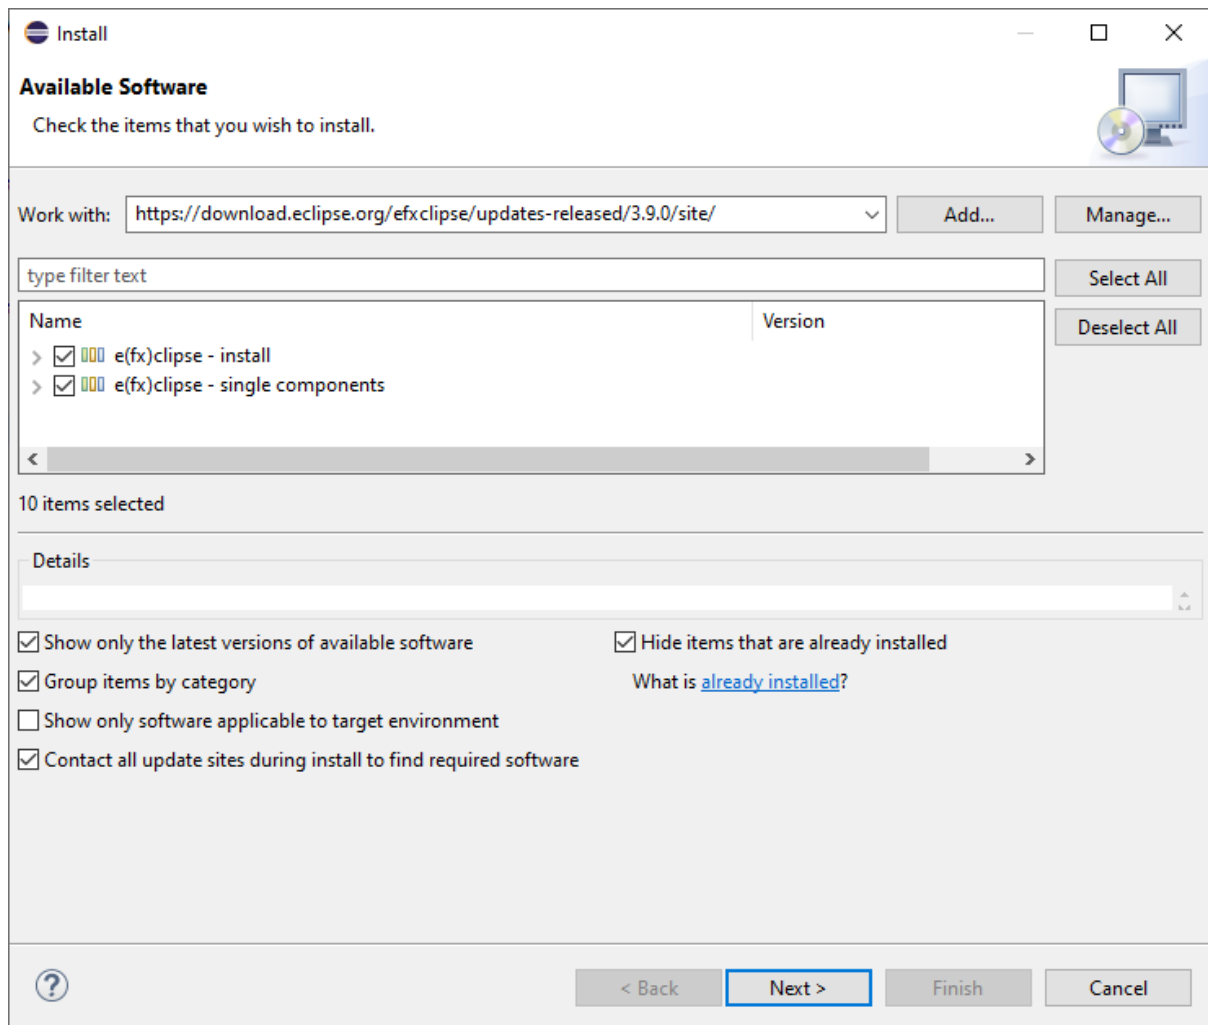 Install
Available Software
Check the items that you wish to install.
Work with: https://download.eclipse.org/efxclipse/updates-released/3.9.0/site/ Add... Manage...
type filter text Select All
Name Version Deselect All
e(fx)clipse - install
e(fx)clipse - single components
10 items selected
Details
Show only the latest versions of available software Hide items that are already installed
Group items by category What is already installed?
Show only software applicable to target environment
Contact all update sites during install to find required software
? < Back Next > Finish Cancel